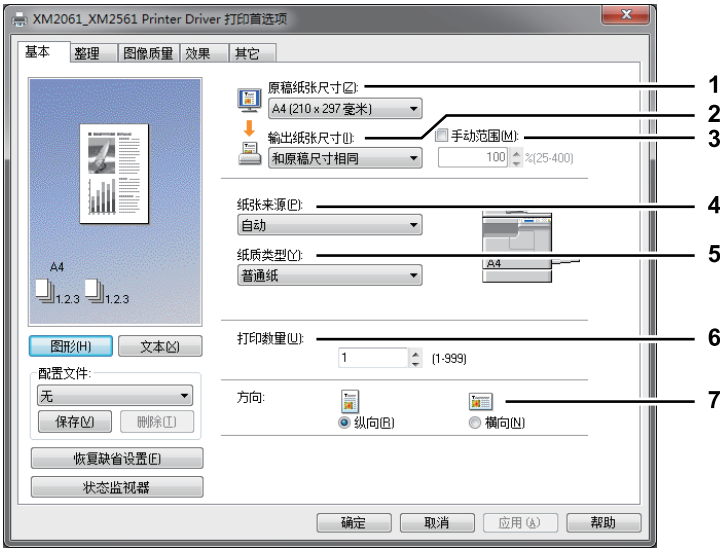 XM2061_XM2561 Printer Driver 打印首选项
基本 整理 图像质量 效果 其它
原稿纸张尺寸(Z):
1
A4 (210 x 297 毫米)
2
输出纸张尺寸(I):
手动范围(M):
3
和原稿尺寸相同
100 %(25-400)
纸张来源(P):
4
自动
纸质类型(Y):
5
普通纸
A4
A4
1.2.3 1.2.3
打印数量(U):
6
1 (1-999)
图形(H) 文本(X)
配置文件:
无
保存(V) 删除(T)
方向:
7
纵向(R) 横向(N)
恢复缺省设置(E)
状态监视器
确定 取消 应用(A) 帮助